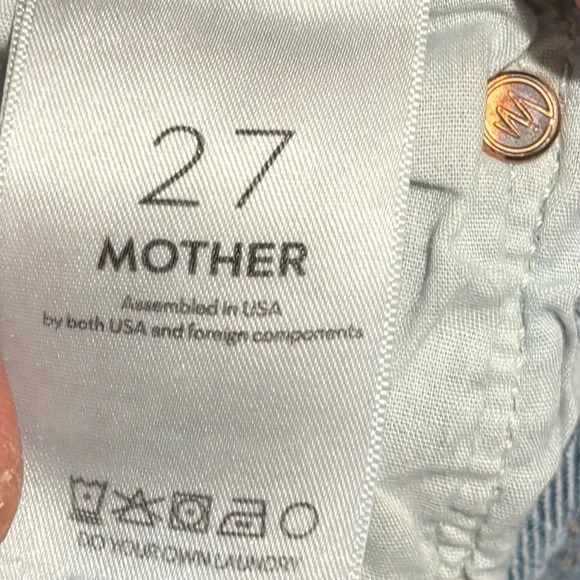 27
MOTHER
Assembled in USA
by both USA and foreign components
DO YOUR OWN LAUNDRY